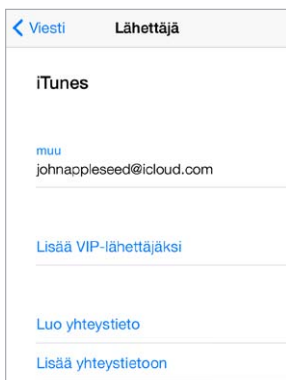 Viesti Lähettäjä
iTunes
muu
johnappleseed@icloud.com
Lisää VIP-lähettäjäksi
Luo yhteystieto
Lisää yhteystietoon